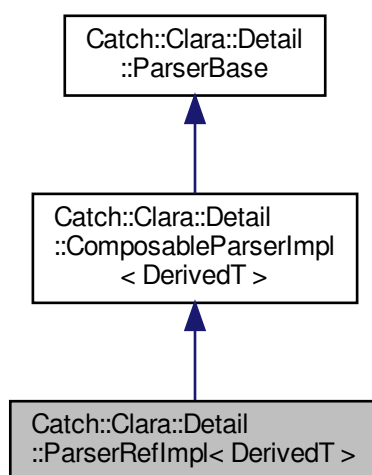 Catch::Clara::Detail
::ParserBase
Catch::Clara::Detail
::ComposableParserImpl
< DerivedT >
Catch::Clara::Detail
::ParserRefImpl< DerivedT >